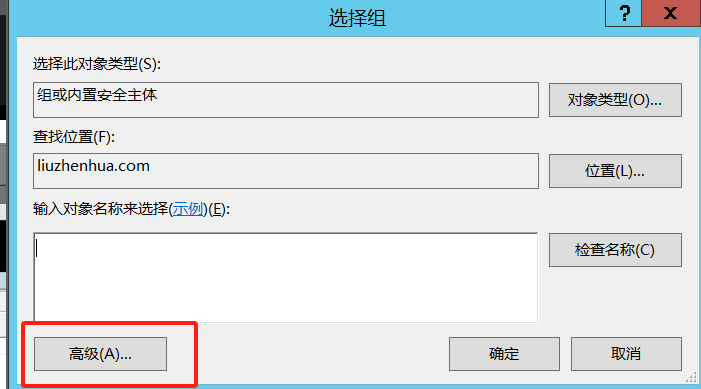 选择组
?
x
选择此对象类型(S):
组或内置安全主体
对象类型(O)...
查找位置(F):
liuzhenhua.com
位置(L)...
输入对象名称来选择(示例)(E):
检查名称(C)
高级(A)...
确定
取消